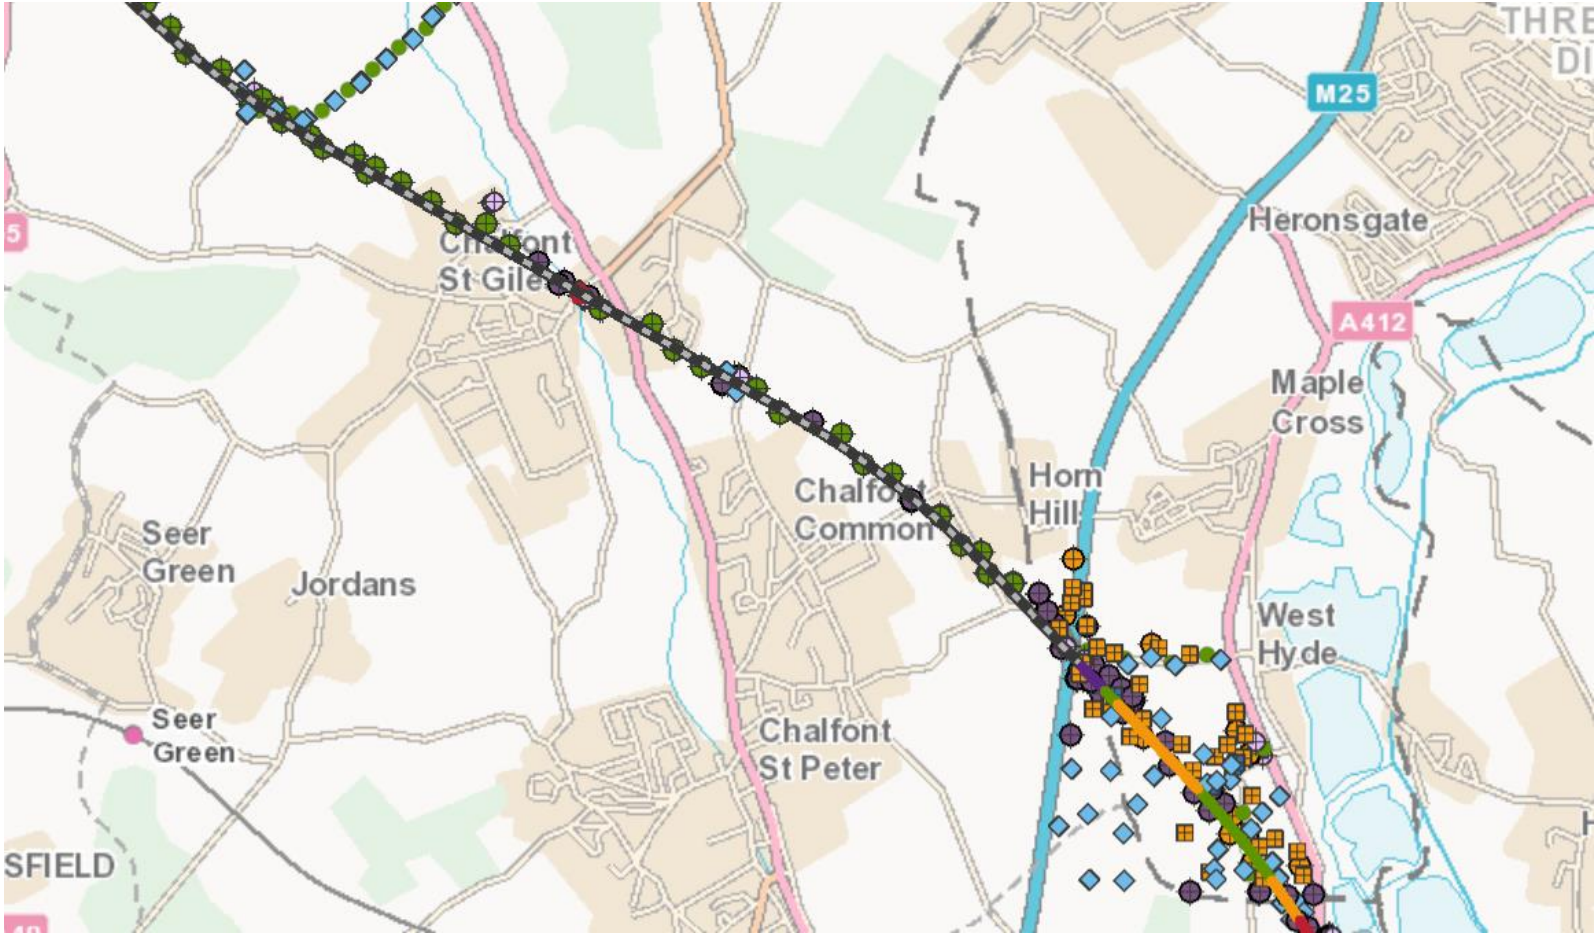 THRE
DI
M25
Heronsgate
5
Chalfont
St Giles
A412
Maple
Cross
Horn
Hill
Chalfont
Common
Seer
Green
Jordans
West
Hyde
Seer
Green
Chalfont
St Peter
H
SFIELD